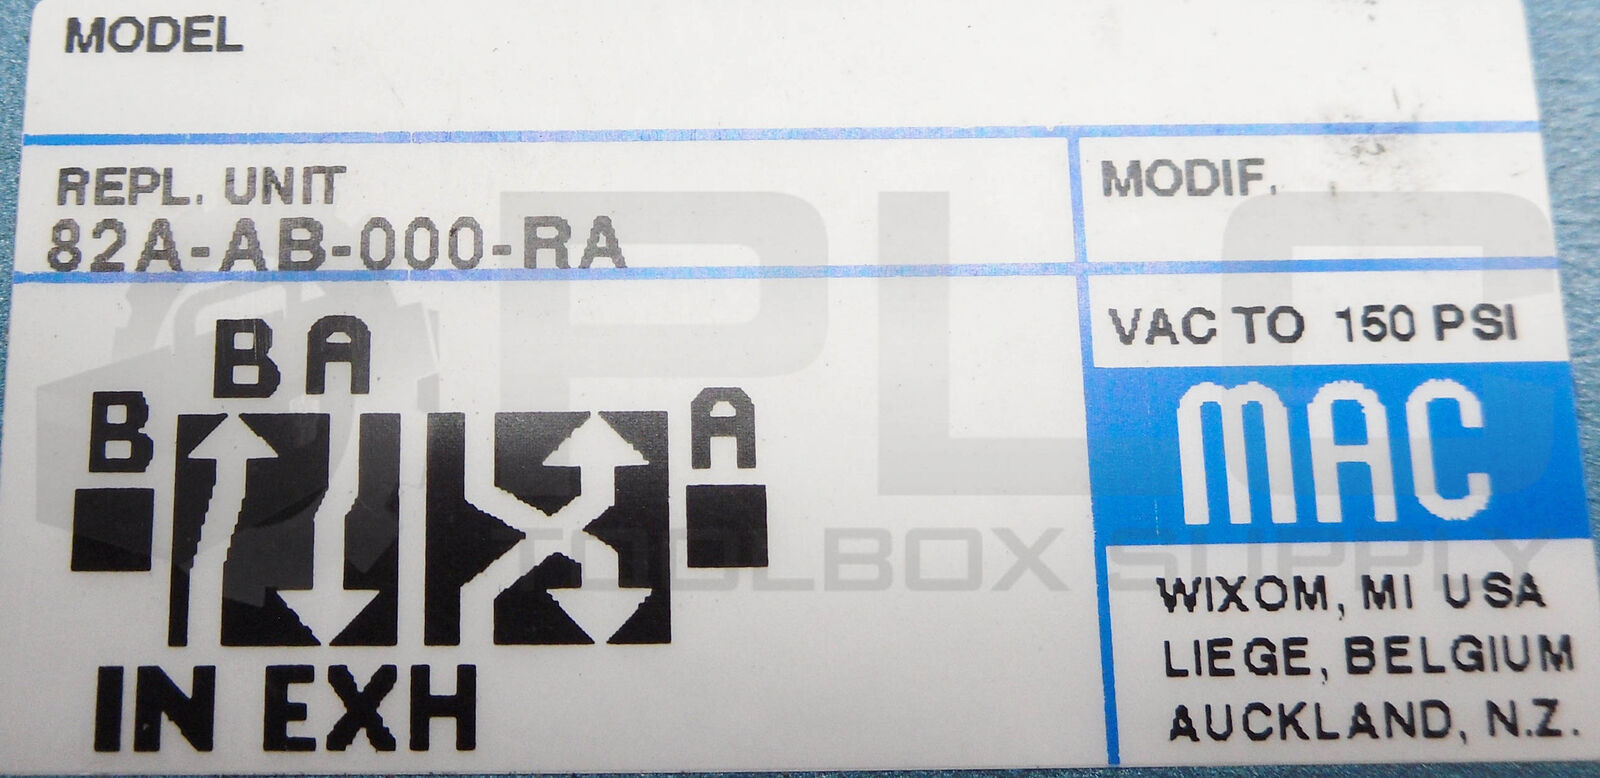 MODEL
REPL. UNIT
82A-AB-000-RA
MODIF.
VAC TO 150 PSI
MAC
WIXOM, MI USA
LIEGE, BELGIUM
AUCKLAND, N.Z.
B A
B
A
IN EXH
PLC
TOOLBOX SUPPLY